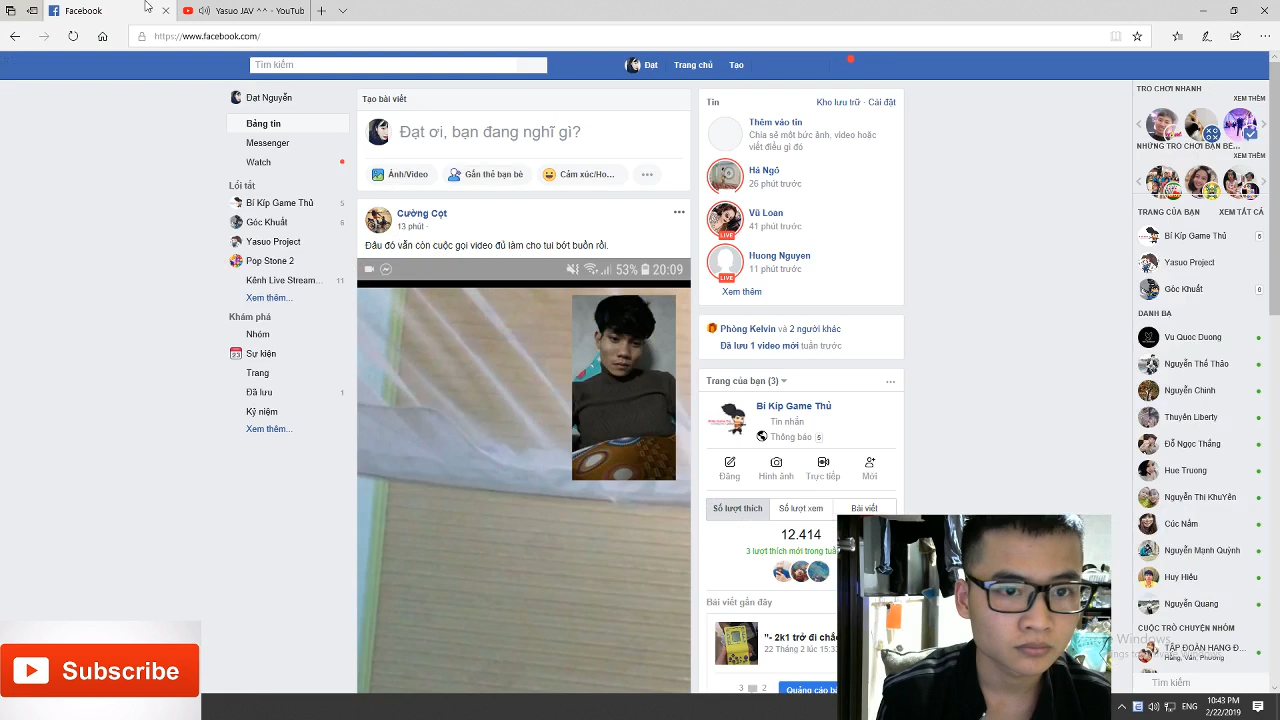 Facebook
Yasuo JAV ^^ - YouTub
https://www.facebook.com/
Tìm kiếm
Đạt
Trang chủ
Tạo
Đạt Nguyễn
Bảng tin
Messenger
Watch
Lối tắt
Bí Kíp Game Thủ 5
Góc Khuất 6
Yasuo Project
Pop Stone 2
Kênh Live Stream... 11
Xem thêm...
Khám phá
Nhóm
23 Sự kiện
Trang
Đã lưu 1
Kỷ niệm
Xem thêm...
Tạo bài viết
Đạt ơi, bạn đang nghĩ gì?
Ảnh/Video
Gắn thẻ bạn bè
Cảm xúc/Ho...
Cường Cọt
13 phút ·
Đâu đó vẫn còn cuộc gọi video đủ làm cho tui bớt buồn rồi.
53% 20:09
Tin
Kho lưu trữ · Cài đặt
Thêm vào tin
Chia sẻ một bức ảnh, video hoặc
viết điều gì đó
Hà Ngô
26 phút trước
Vũ Loan
41 phút trước
LIVE
Huong Nguyen
11 phút trước
LIVE
Xem thêm
Phòng Kelvin và 2 người khác
Đã lưu 1 video mới tuần trước
Trang của bạn (3)
Bí Kíp Game Thủ
Tin nhắn
Thông báo 5
Đăng
Hình ảnh
Trực tiếp
Mời
Số lượt thích
Số lượt xem
Bài viết
12.414
3 lượt thích mới trong tuầ
Bài viết gần đây
"- 2k1 trở đi chắc
22 Tháng 2 lúc 15:33
3 2
Quảng cáo bà
TRÒ CHƠI NHANH
XEM THÊM
NHỮNG TRÒ CHƠI BẠN BÈ...
XEM THÊM
TRANG CỦA BẠN
XEM TẤT CẢ
Bí Kíp Game Thủ 5
Yasuo Project
Góc Khuất 0
DANH BẠ
Vu Quoc Duong
Nguyễn Thế Thảo
Nguyễn Chinh
Thuyên Liberty
Đỗ Ngọc Thắng
Hue Truong
Nguyễn Thị KhuYên
Cúc Nắm
Nguyễn Mạnh Quỳnh
Huy Hiếu
Nguyễn Quang
CUỘC TRÒ CHUYỆN NHÓM
TẬP ĐOÀN HANG Đ...
Hằng, Vân, Phương
Tìm kiếm
Windows
Subscribe
ENG
10:43 PM
2/22/2019